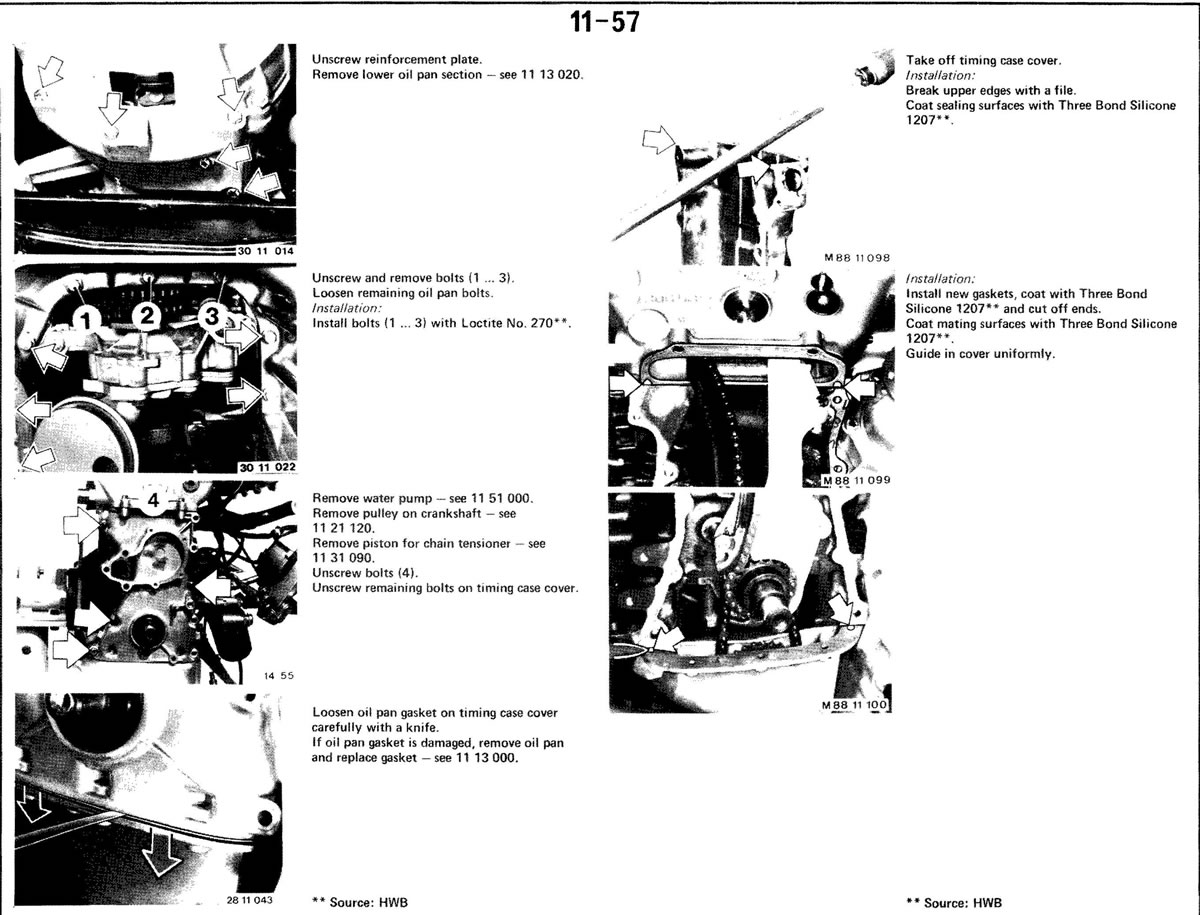 11-57
Unscrew reinforcement plate.
Remove lower oil pan section — see 11 13 020.
30 11 014
Unscrew and remove bolts (1 ... 3).
Loosen remaining oil pan bolts.
Installation:
Install bolts (1 ... 3) with Loctite No. 270**.
1
2
3
30 11 022
4
Remove water pump — see 11 51 000.
Remove pulley on crankshaft — see
11 21 120.
Remove piston for chain tensioner — see
11 31 090.
Unscrew bolts (4).
Unscrew remaining bolts on timing case cover.
14 55
Loosen oil pan gasket on timing case cover
carefully with a knife.
If oil pan gasket is damaged, remove oil pan
and replace gasket — see 11 13 000.
28 11 043
** Source: HWB
Take off timing case cover.
Installation:
Break upper edges with a file.
Coat sealing surfaces with Three Bond Silicone
1207**.
M 88 11 098
Installation:
Install new gaskets, coat with Three Bond
Silicone 1207** and cut off ends.
Coat mating surfaces with Three Bond Silicone
1207**.
Guide in cover uniformly.
M 88 11 099
M 88 11 100
** Source: HWB